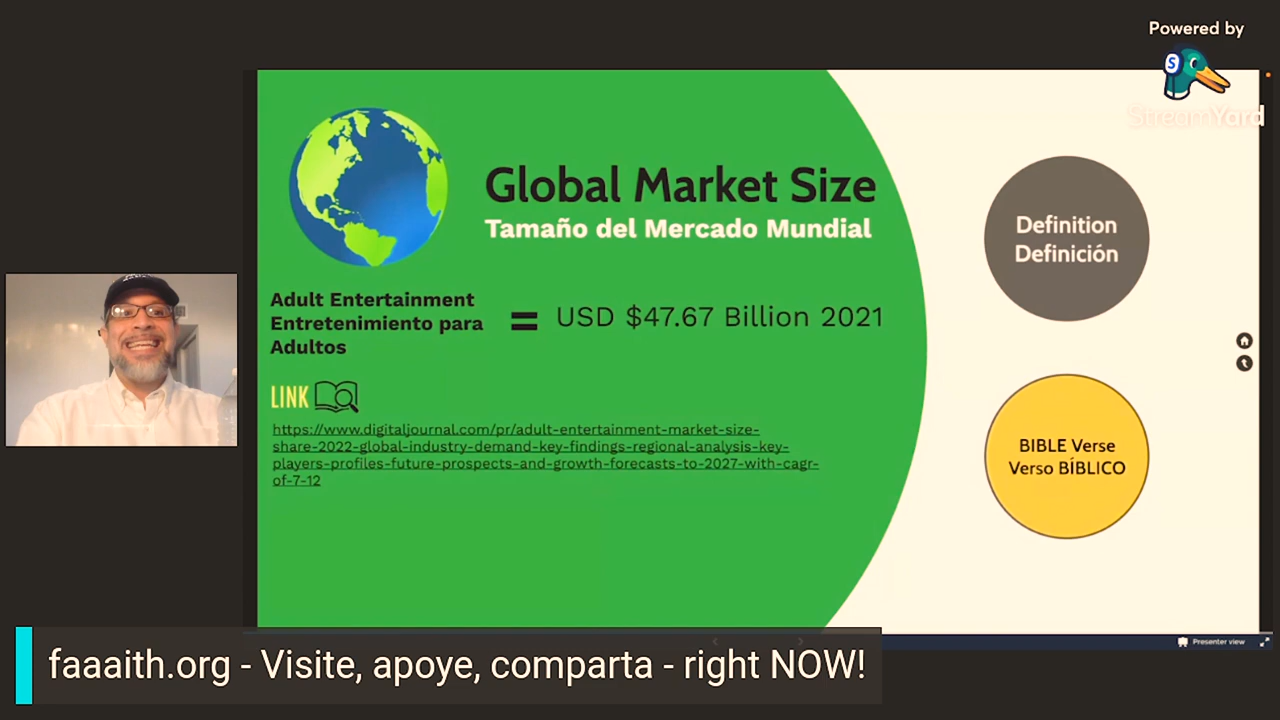 Powered by
S
StreamYard
Global Market Size
Tamaño del Mercado Mundial
Adult Entertainment
Entretenimiento para
Adultos
= USD $47.67 Billion 2021
LINK
https://www.digitaljournal.com/pr/adult-entertainment-market-size-
share-2022-global-industry-demand-key-findings-regional-analysis-key-
players-profiles-future-prospects-and-growth-forecasts-to-2027-with-cagr-
of-7-12
Definition
Definición
BIBLE Verse
Verso BÍBLICO
Presenter view
faaaith.org - Visite, apoye, comparta - right NOW!